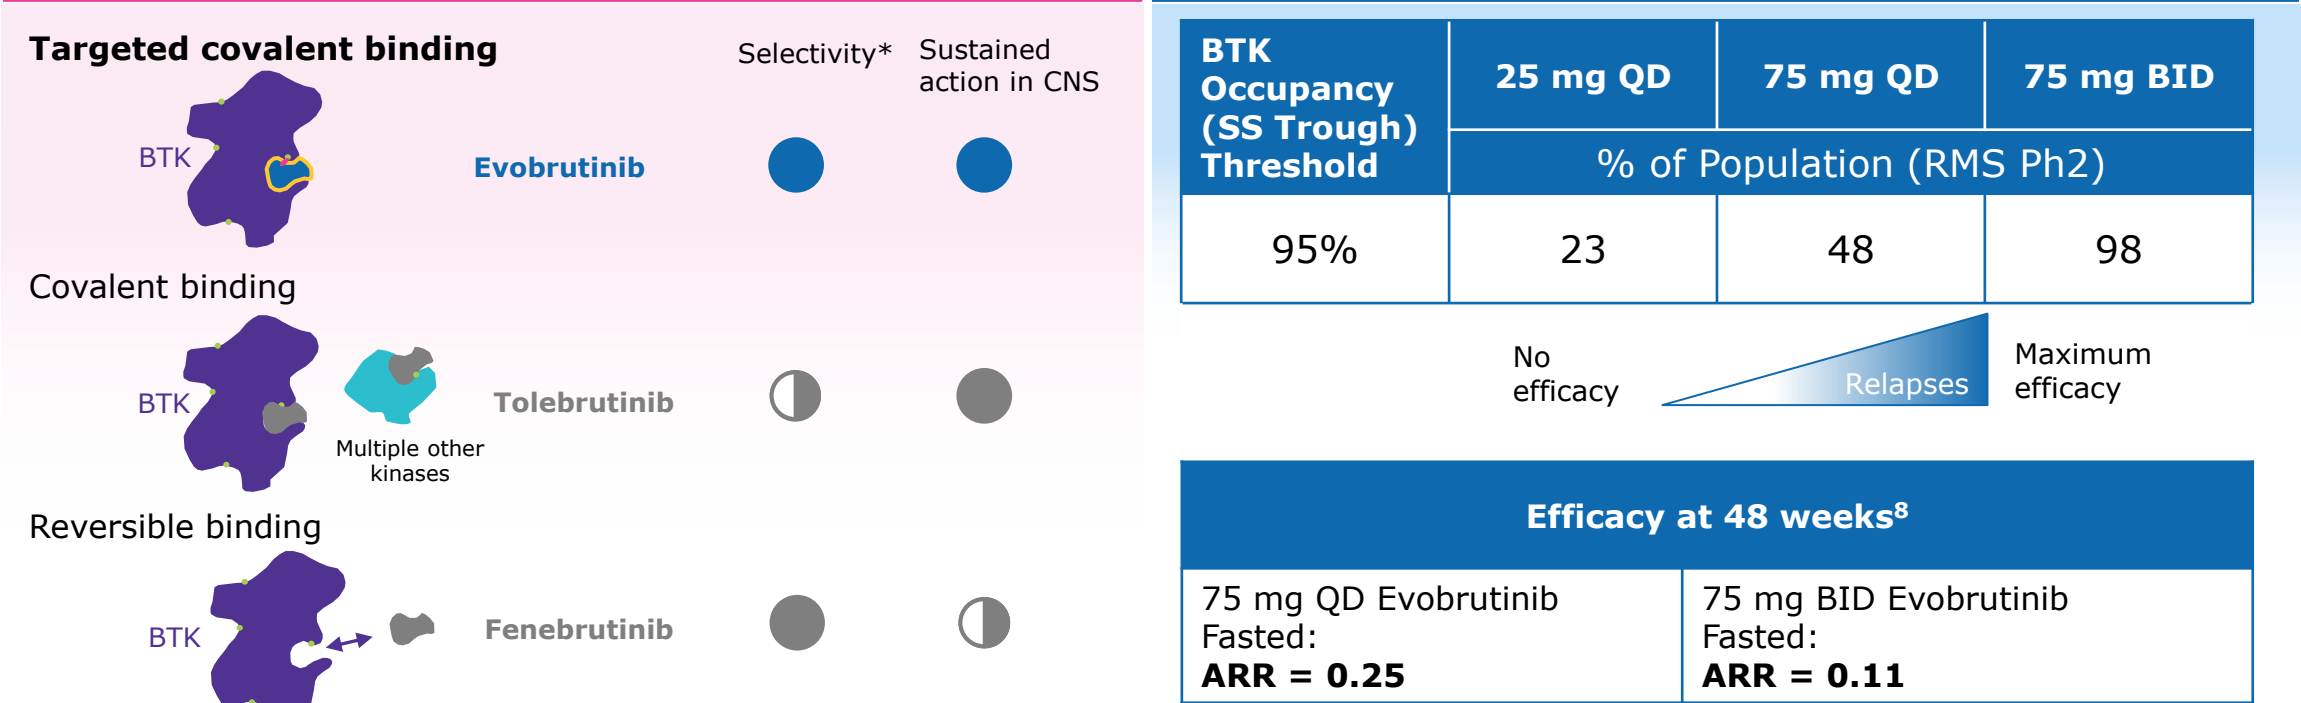 Targeted covalent binding
Selectivity*
Sustained
action in CNS
BTK
Evobrutinib
Covalent binding
BTK
Multiple other
kinases
Tolebrutinib
Reversible binding
BTK
Fenebrutinib
BTK
Occupancy
(SS Trough)
Threshold
25 mg QD
75 mg QD
75 mg BID
% of Population (RMS Ph2)
95%
23
48
98
No
efficacy
Relapses
Maximum
efficacy
Efficacy at 48 weeks⁸
75 mg QD Evobrutinib
Fasted:
ARR = 0.25
75 mg BID Evobrutinib
Fasted:
ARR = 0.11